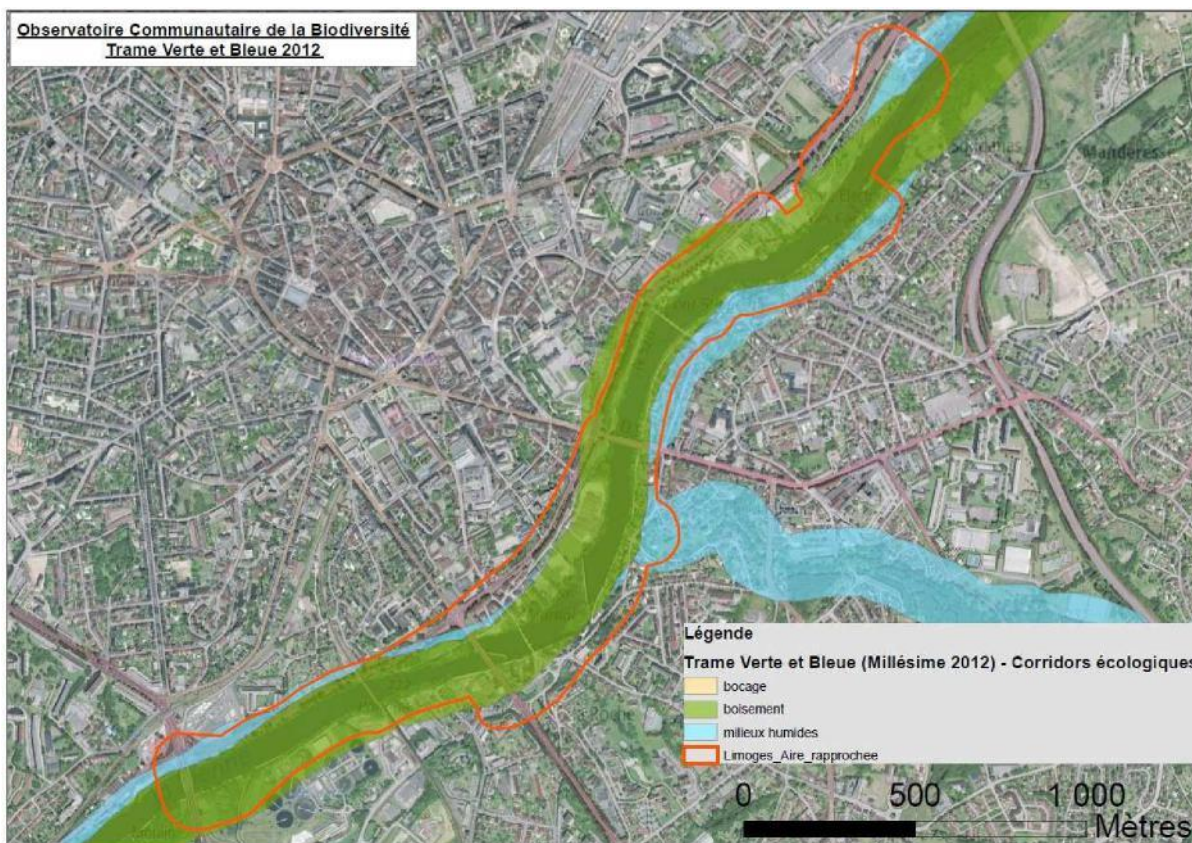 Observatoire Communautaire de la Biodiversité
Trame Verte et Bleue 2012
Légende
Trame Verte et Bleue (Millésime 2012) - Corridors écologiques
bocage
boisement
milieux humides
Limoges_Aire_rapprochee
0 500 1 000
Mètres